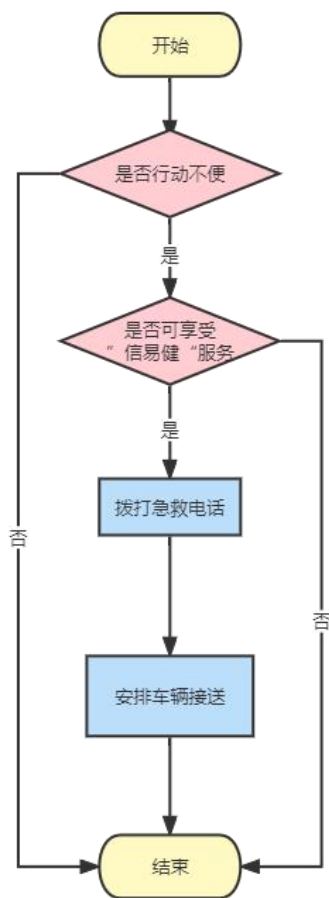 开始
是否行动不便
是
是否可享受
”信易健“服务
是
拨打急救电话
否
否
安排车辆接送
结束